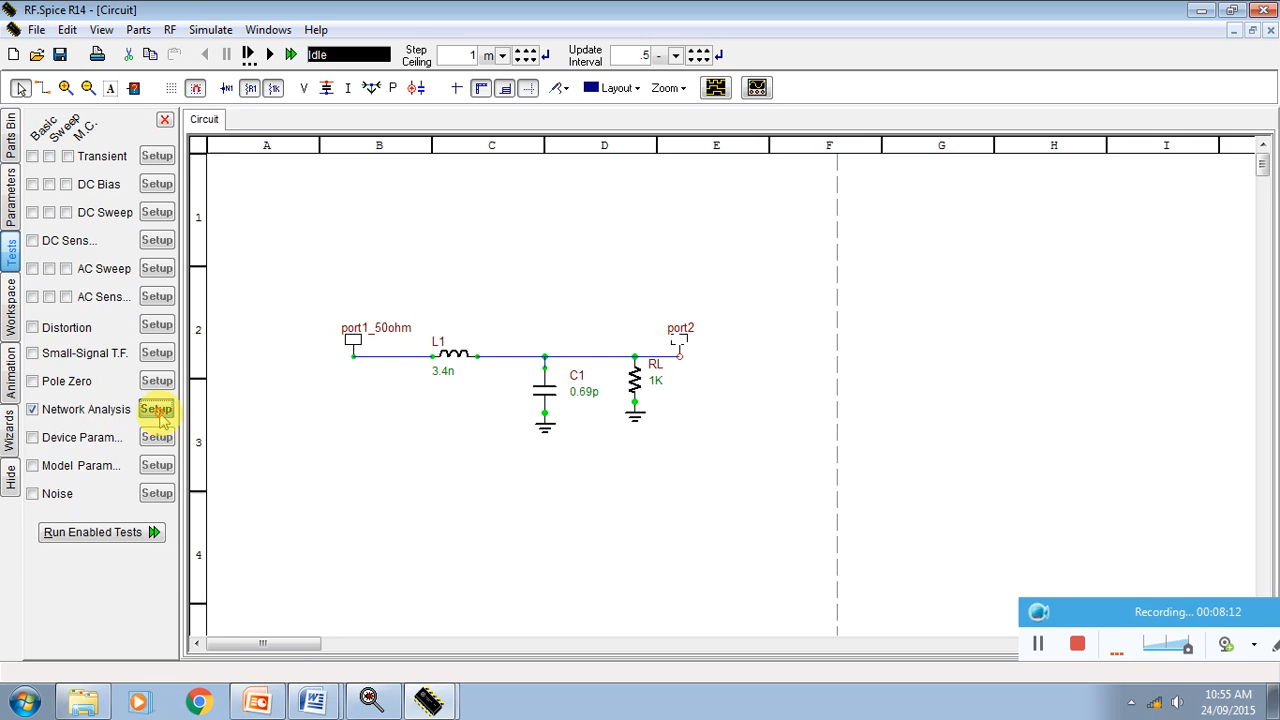 RF.Spice R14 - [Circuit]
File Edit View Parts RF Simulate Windows Help
Idle
Step Ceiling
1 m
Update Interval
.5 -
A
N1 R1 1K V I P
Layout
Zoom
Parts Bin
Parameters
Tests
Workspace
Animation
Wizards
Hide
Basic
Sweep
M.C.
Transient Setup
DC Bias Setup
DC Sweep Setup
DC Sens... Setup
AC Sweep Setup
AC Sens... Setup
Distortion Setup
Small-Signal T.F. Setup
Pole Zero Setup
Network Analysis Setup
Device Param... Setup
Model Param... Setup
Noise Setup
Run Enabled Tests
Circuit
A B C D E F G H I
1
2
3
4
port1_50ohm
L1
3.4n
C1
0.69p
RL
1K
port2
Recording... 00:08:12
10:55 AM
24/09/2015